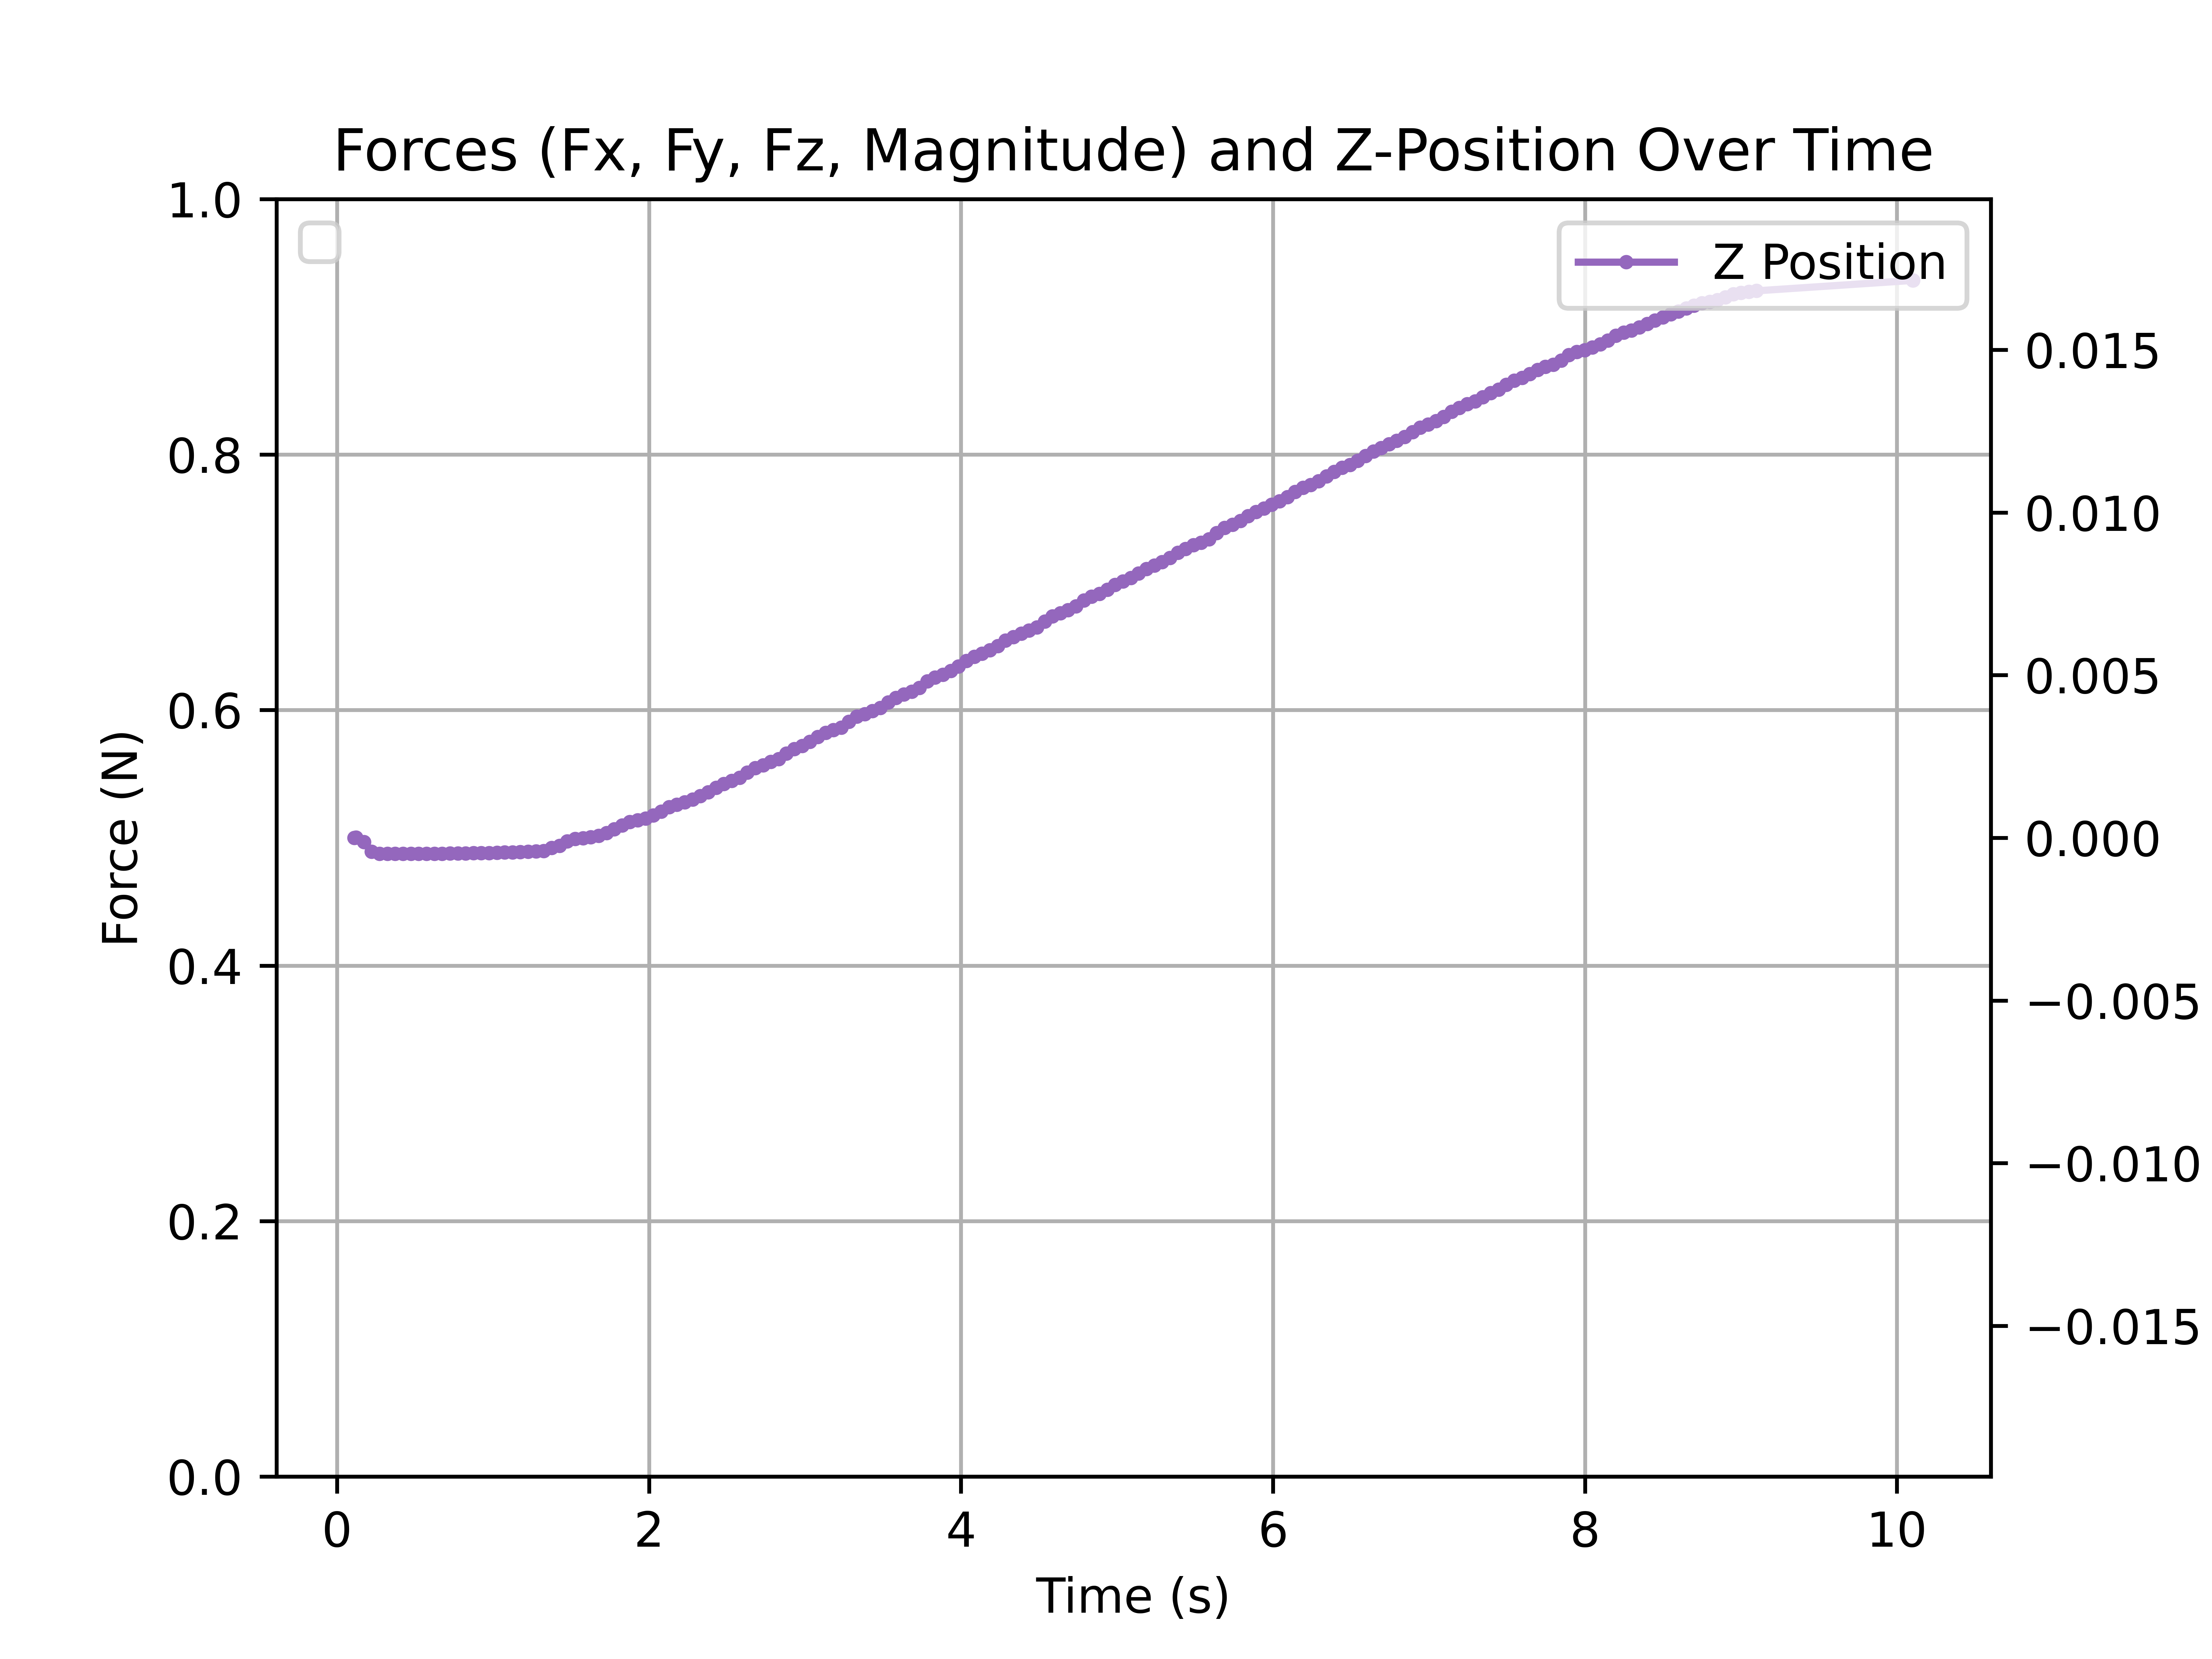 Forces (Fx, Fy, Fz, Magnitude) and Z-Position Over Time
Z Position
1.0
0.8
0.6
0.4
0.2
0.0
Force (N)
0.015
0.010
0.005
0.000
−0.005
−0.010
−0.015
0 2 4 6 8 10
Time (s)